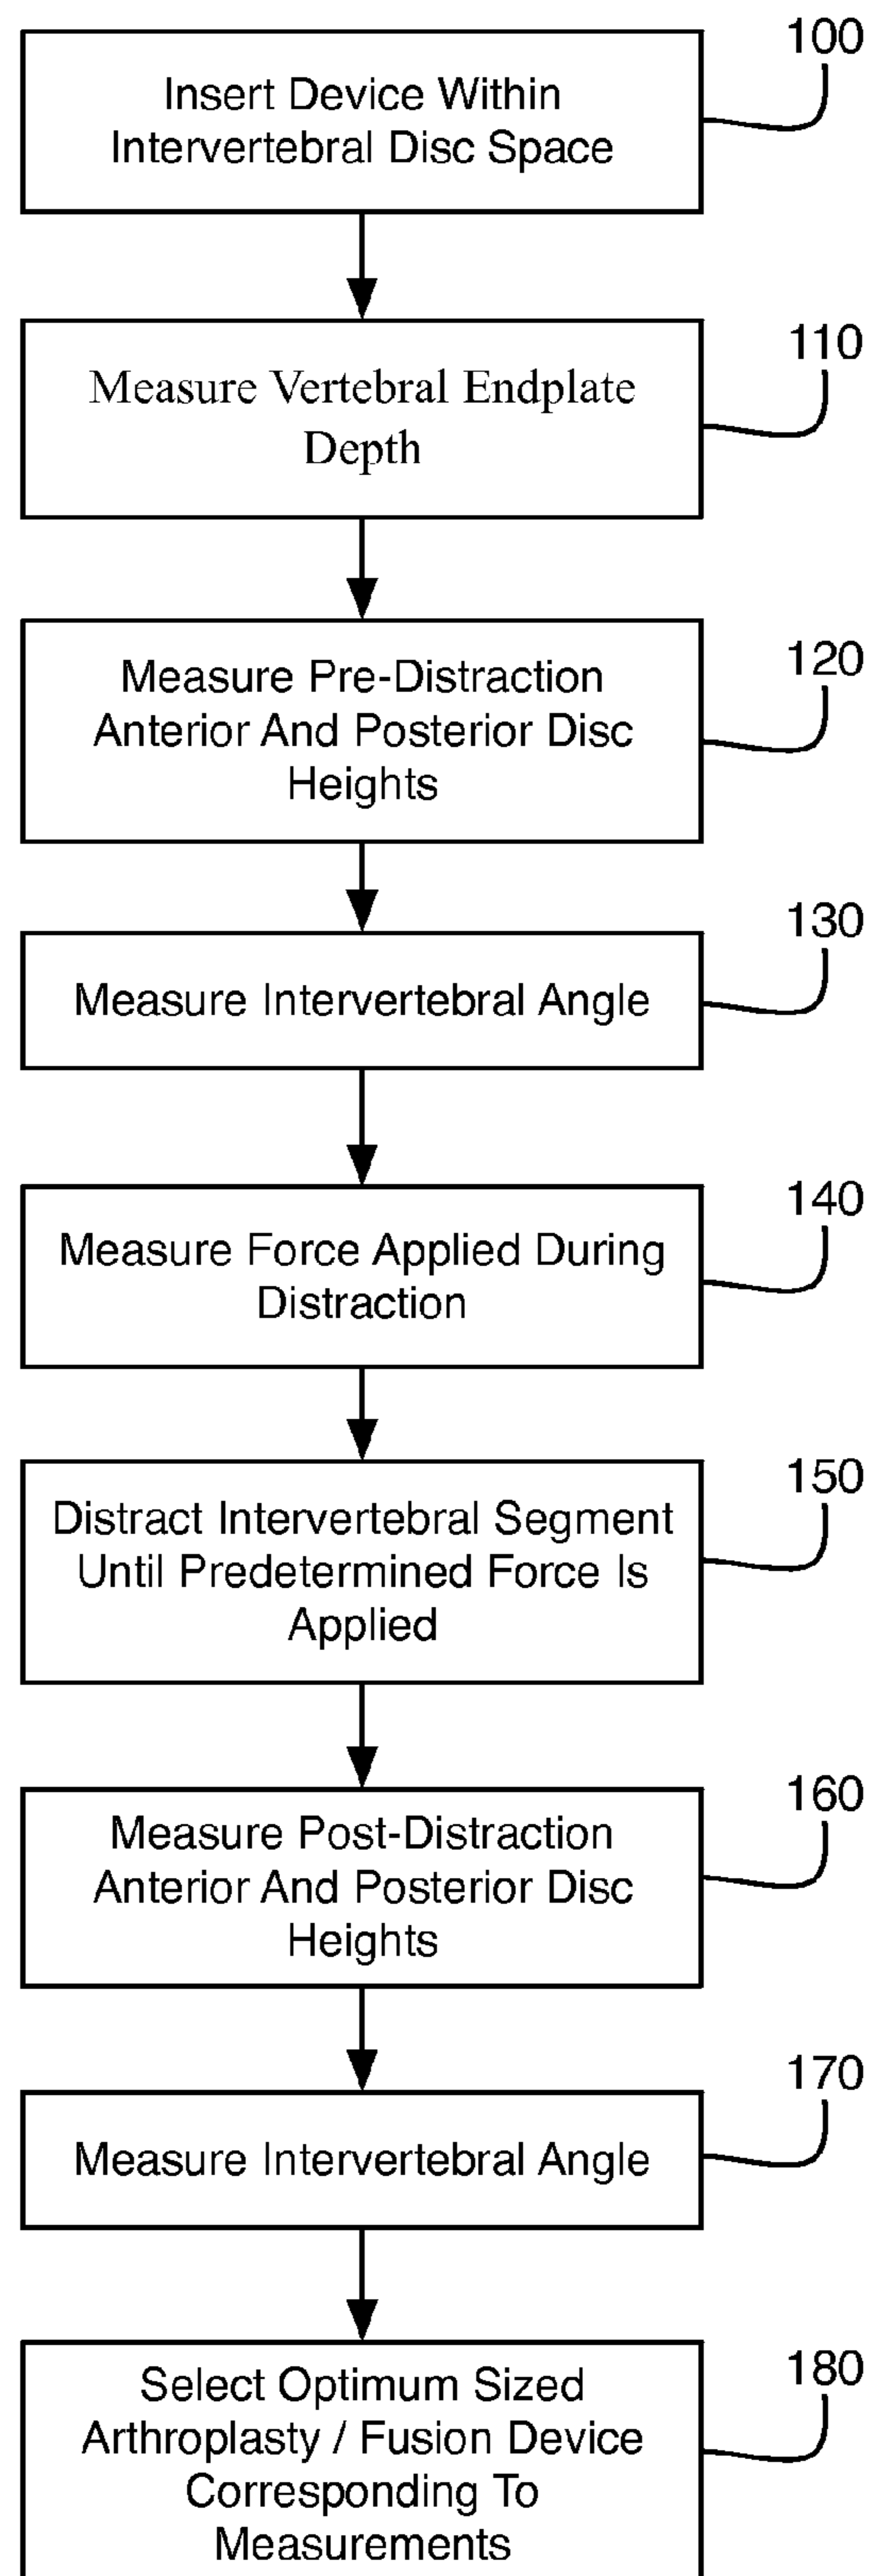 100
Insert Device Within
Intervertebral Disc Space
110
Measure Vertebral Endplate
Depth
120
Measure Pre-Distraction
Anterior And Posterior Disc
Heights
130
Measure Intervertebral Angle
140
Measure Force Applied During
Distraction
150
Distract Intervertebral Segment
Until Predetermined Force Is
Applied
160
Measure Post-Distraction
Anterior And Posterior Disc
Heights
170
Measure Intervertebral Angle
180
Select Optimum Sized
Arthroplasty / Fusion Device
Corresponding To
Measurements